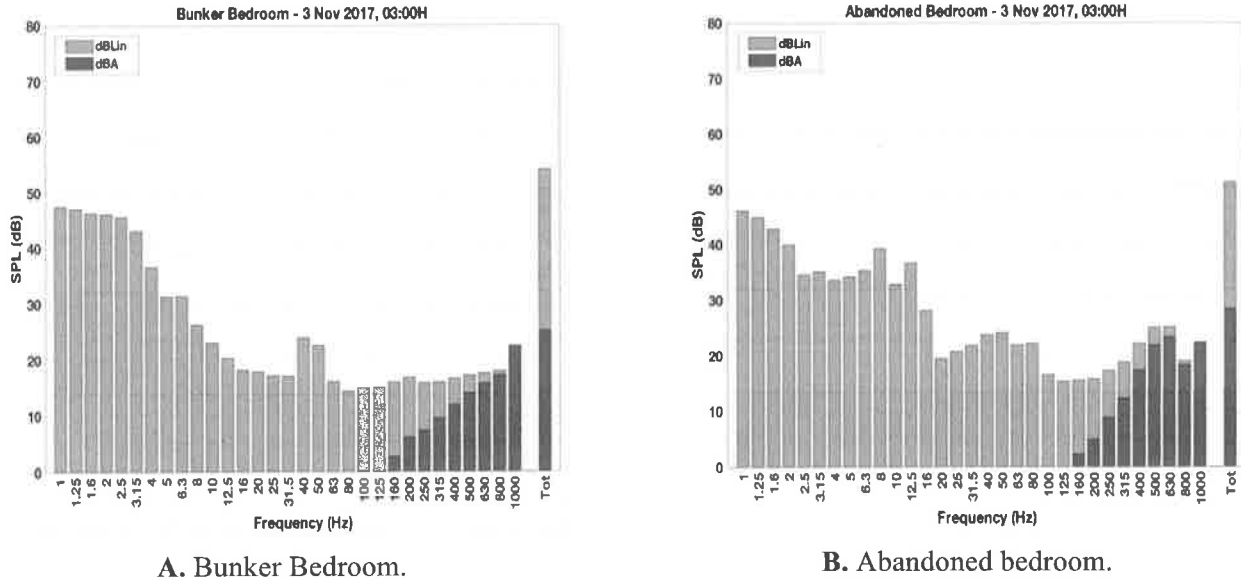 Bunker Bedroom - 3 Nov 2017, 03:00H
80
70
60
50
40
30
20
10
0
SPL (dB)
dBLin
dBA
1 1.25 1.6 2 2.5 3.15 4 5 6.3 8 10 12.5 16 20 25 31.5 40 50 63 80 100 125 160 200 250 315 400 500 630 800 1000 Tot
Frequency (Hz)
A. Bunker Bedroom.
Abandoned Bedroom - 3 Nov 2017, 03:00H
80
70
60
50
40
30
20
10
0
SPL (dB)
dBLin
dBA
1 1.25 1.6 2 2.5 3.15 4 5 6.3 8 10 12.5 16 20 25 31.5 40 50 63 80 100 125 160 200 250 315 400 500 630 800 1000 Tot
Frequency (Hz)
B. Abandoned bedroom.